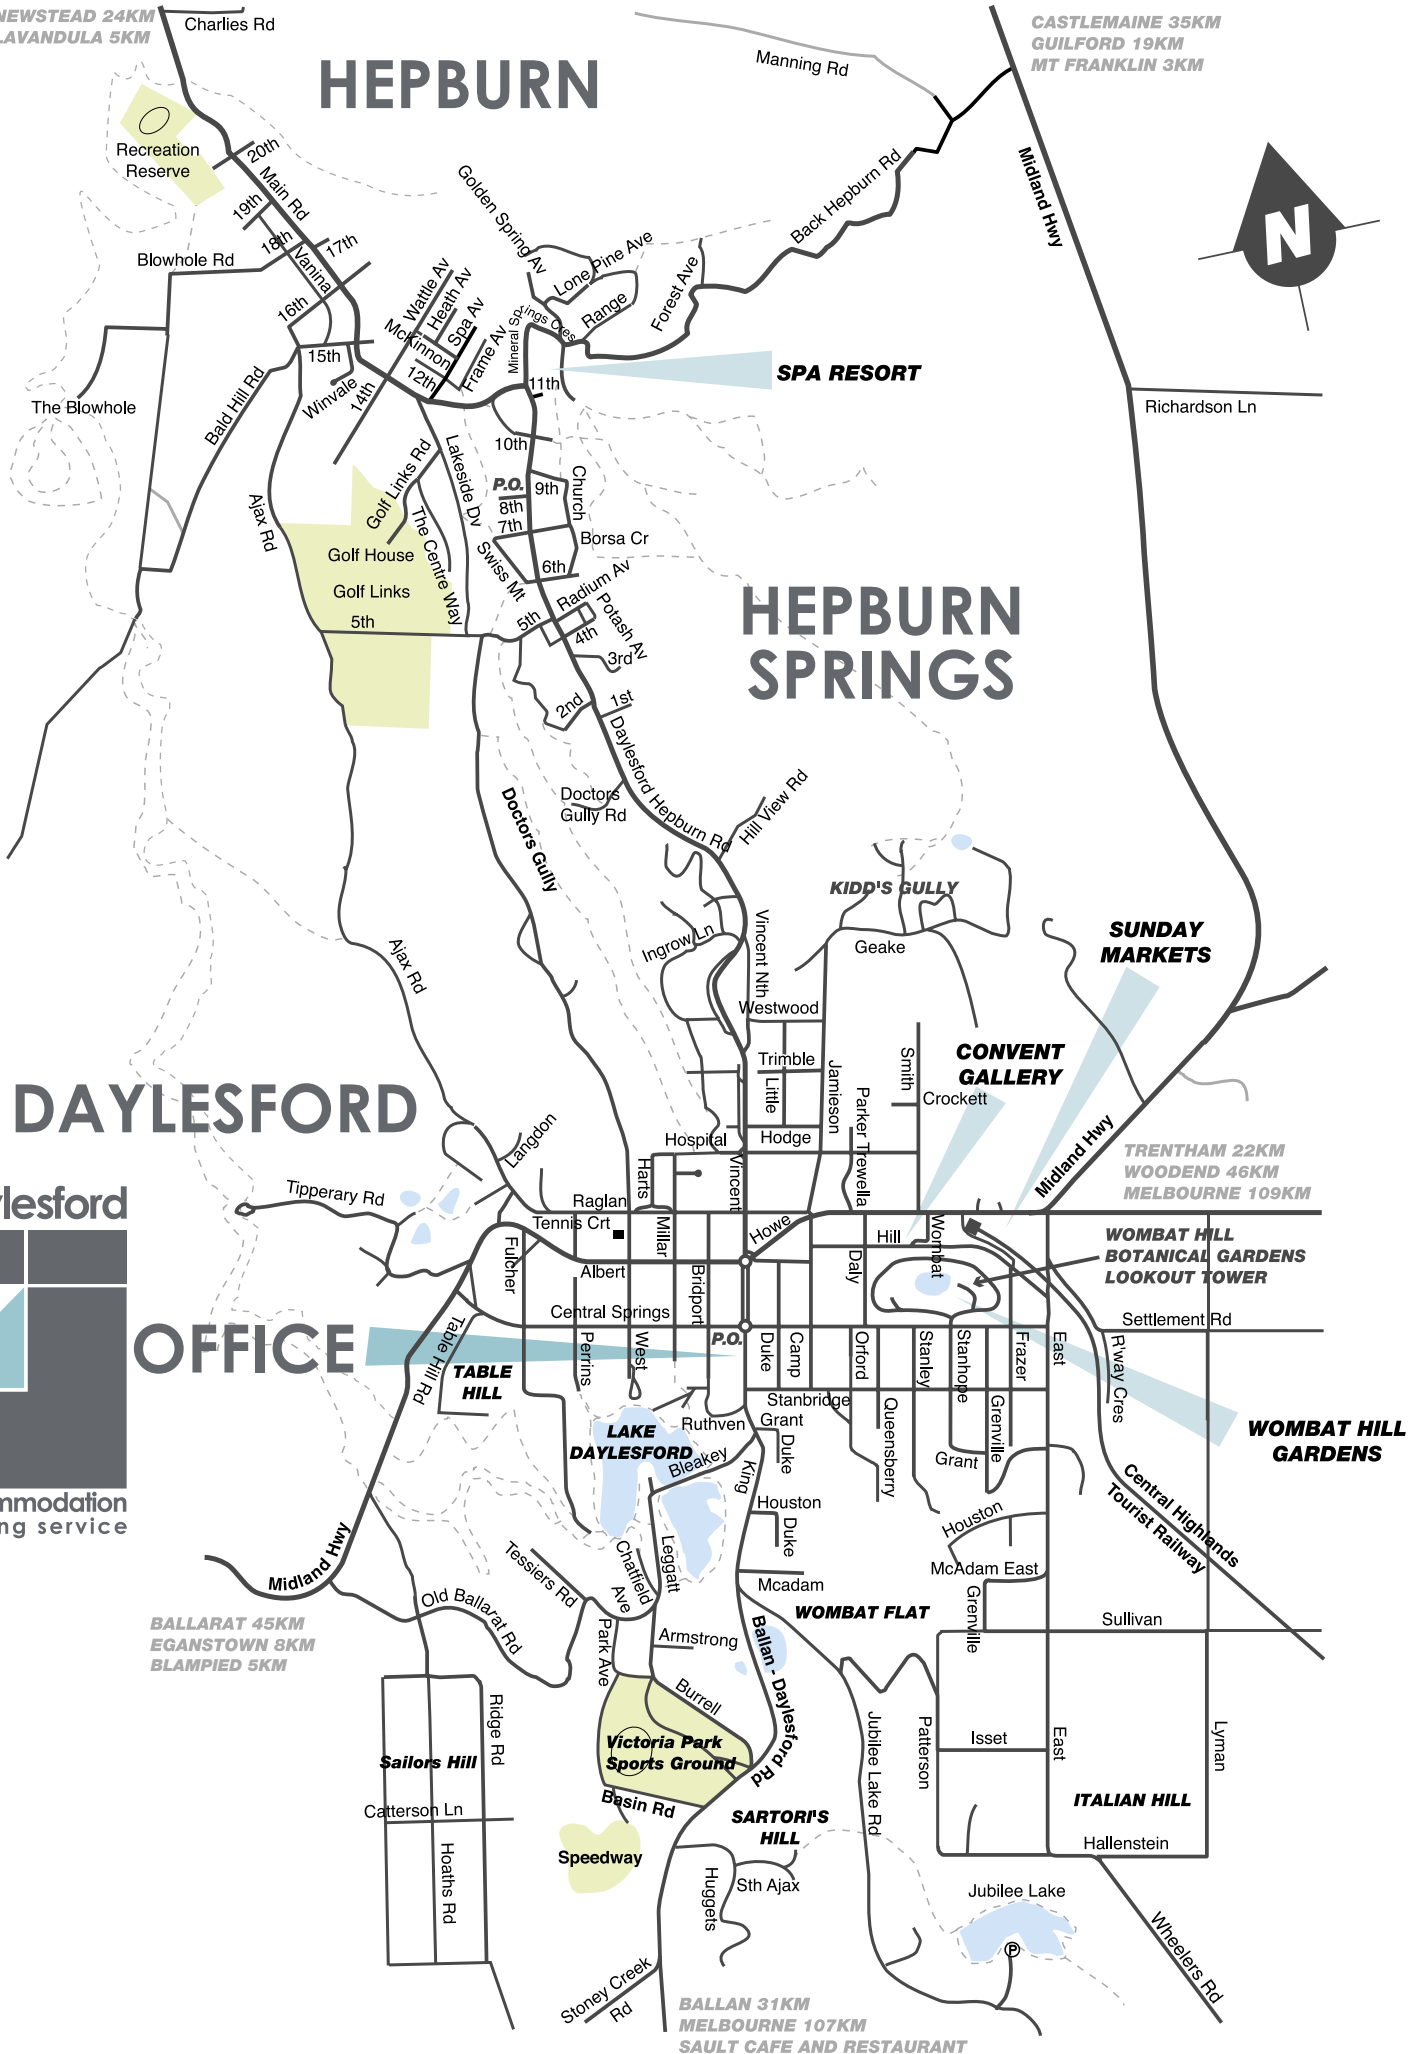 NEWSTEAD 24KM
LAVANDULA 5KM
Charlies Rd
HEPBURN
Manning Rd
CASTLEMAINE 35KM
GUILFORD 19KM
MT FRANKLIN 3KM
Midland Hwy
N
Recreation
Reserve
20th
Main Rd
19th
18th
17th
Vanina
Blowhole Rd
16th
15th
Winvale
14th
The Blowhole
Bald Hill Rd
Ajax Rd
Golden Spring Av
Lone Pine Ave
Range
Forest Ave
Back Hepburn Rd
Wattle Av
Heath Av
Spa Av
McKinnon
Frame Av
12th
Mineral Sp
ings Cres
11th
SPA RESORT
Richardson Ln
10th
Golf Links Rd
Lakeside Dv
P.O.
9th
8th
7th
Church
Borsa Cr
The Centre Way
Swiss Mt
6th
Golf House
Golf Links
5th
5th
Radium Av
4th
Potash Av
3rd
2nd
1st
HEPBURN
SPRINGS
Daylesford Hepburn Rd
Doctors
Gully Rd
Hill View Rd
Doctors Gully
KIDD'S GULLY
Ingrow Ln
Vincent Nth
Geake
SUNDAY
MARKETS
Ajax Rd
Westwood
Trimble
Little
Jamieson
Smith
Crockett
CONVENT
GALLERY
Parker Trewella
DAYLESFORD
Langdon
Hospital
Hodge
Harts
Vincent
Midland Hwy
TRENTHAM 22KM
WOODEND 46KM
MELBOURNE 109KM
ylesford
Tipperary Rd
Raglan
Tennis Crt
Millar
Howe
Hill
Wombat
Daly
WOMBAT HILL
BOTANICAL GARDENS
LOOKOUT TOWER
Fulcher
Albert
Bridport
Central Springs
Settlement Rd
OFFICE
Table Hill Rd
TABLE
HILL
Perrins
West
P.O.
Duke
Camp
Orford
Stanley
Stanhope
Frazer
East
R'way Cres
Stanbridge
Ruthven
Grant
Duke
Queensberry
Grenville
Grant
WOMBAT HILL
GARDENS
LAKE
DAYLESFORD
Bleakey
King
Central Highlands
Tourist Railway
mmodation
ng service
Houston
Duke
Houston
Midland Hwy
Tessiers Rd
Chatfield
Ave
Leggatt
Mcadam
McAdam East
Old Ballarat Rd
WOMBAT FLAT
Grenville
Sullivan
BALLARAT 45KM
EGANSTOWN 8KM
BLAMPIED 5KM
Park Ave
Armstrong
Ballan - Daylesford Rd
Burrell
Ridge Rd
Sailors Hill
Victoria Park
Sports Ground
Jubilee Lake Rd
Patterson
Isset
East
Lyman
ITALIAN HILL
Catterson Ln
Basin Rd
SARTORI'S
HILL
Hallenstein
Hoaths Rd
Speedway
Huggets
Sth Ajax
Jubilee Lake
P
Wheelers Rd
Stoney Creek
Rd
BALLAN 31KM
MELBOURNE 107KM
SAULT CAFE AND RESTAURANT